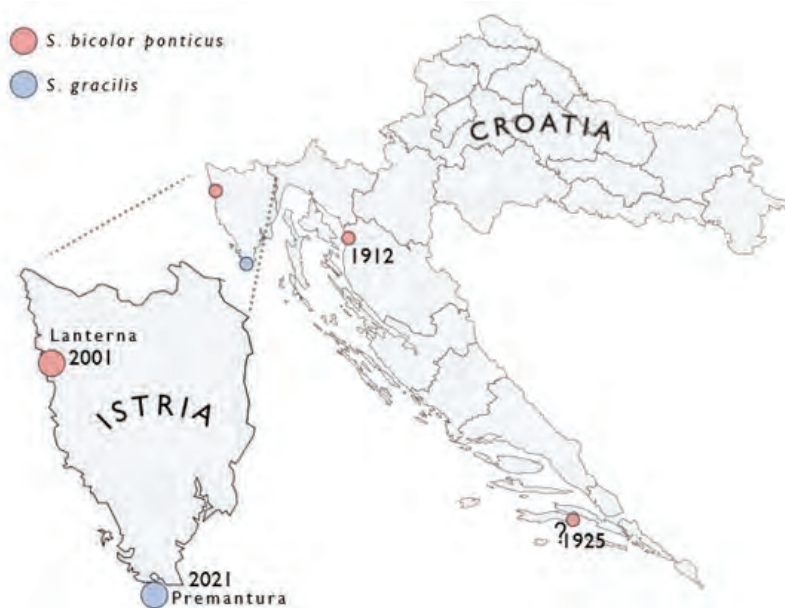 S. bicolor ponticus
S. gracilis
CROATIA
1912
Lanterna
2001
ISTRIA
?
1925
2021
Premantura